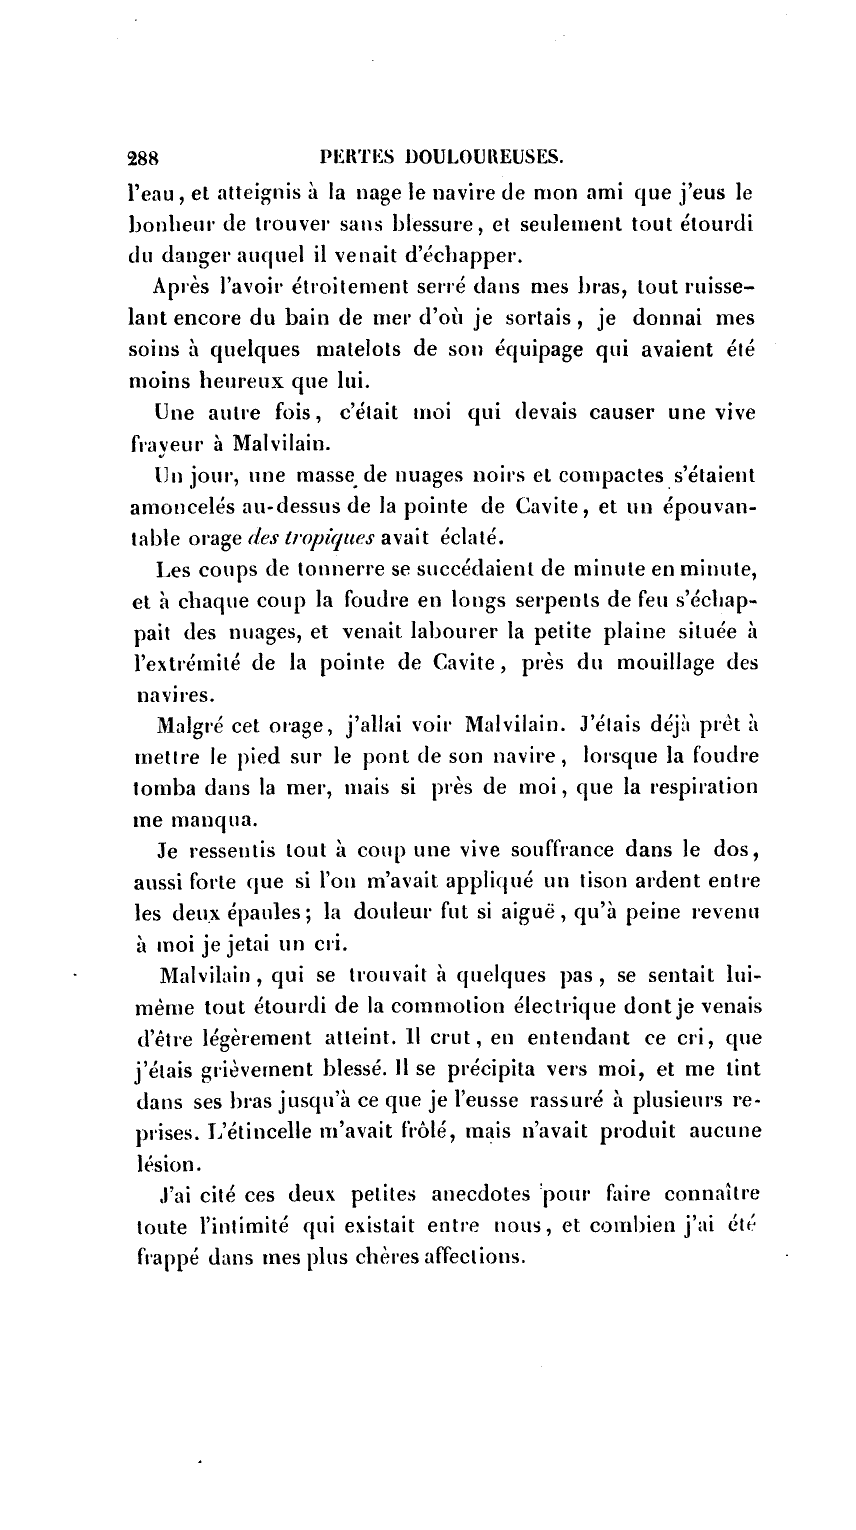 288 PERTES DOULOUREUSES.
l'eau, et atteignis à la nage le navire de mon ami que j'eus le
bonheur de trouver sans blessure, et seulement tout étourdi
du danger auquel il venait d'échapper.
Après l'avoir étroitement serré dans mes bras, tout ruisse-
lant encore du bain de mer d'où je sortais, je donnai mes
soins à quelques matelots de son équipage qui avaient été
moins heureux que lui.
Une autre fois, c'était moi qui devais causer une vive
frayeur à Malvilain.
Un jour, une masse de nuages noirs et compactes s'étaient
amoncelés au-dessus de la pointe de Cavite, et un épouvan-
table orage des tropiques avait éclaté.
Les coups de tonnerre se succédaient de minute en minute,
et à chaque coup la foudre en longs serpents de feu s'échap-
pait des nuages, et venait labourer la petite plaine située à
l'extrémité de la pointe de Cavite, près du mouillage des
navires.
Malgré cet orage, j'allai voir Malvilain. J'étais déjà prêt à
mettre le pied sur le pont de son navire, lorsque la foudre
tomba dans la mer, mais si près de moi, que la respiration
me manqua.
Je ressentis tout à coup une vive souffrance dans le dos,
aussi forte que si l'on m'avait appliqué un tison ardent entre
les deux épaules; la douleur fut si aiguë, qu'à peine revenu
à moi je jetai un cri.
Malvilain, qui se trouvait à quelques pas, se sentait lui-
même tout étourdi de la commotion électrique dont je venais
d'être légèrement atteint. Il crut, en entendant ce cri, que
j'étais grièvement blessé. Il se précipita vers moi, et me tint
dans ses bras jusqu'à ce que je l'eusse rassuré à plusieurs re-
prises. L'étincelle m'avait frôlé, mais n'avait produit aucune
lésion.
J'ai cité ces deux petites anecdotes pour faire connaître
toute l'intimité qui existait entre nous, et combien j'ai été
frappé dans mes plus chères affections.